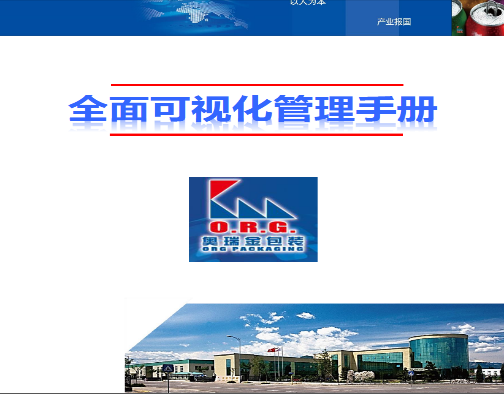 以人为本
产业报国
全面可视化管理手册
O.R.G.
奥瑞金包装
ORG PACKAGING